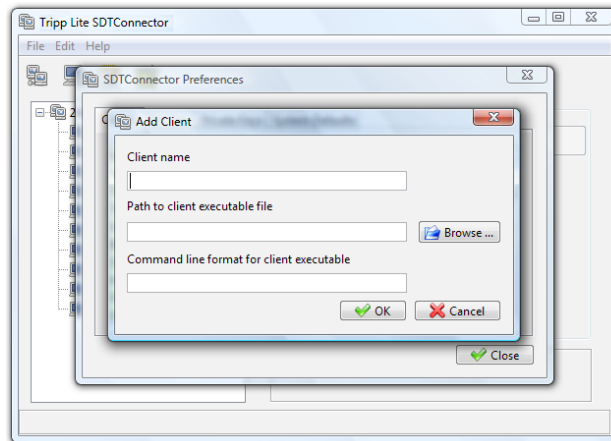 Tripp Lite SDTConnector
File Edit Help
SDTConnector Preferences
Add Client
Client name
Path to client executable file
Browse ...
Command line format for client executable
OK
Cancel
Close